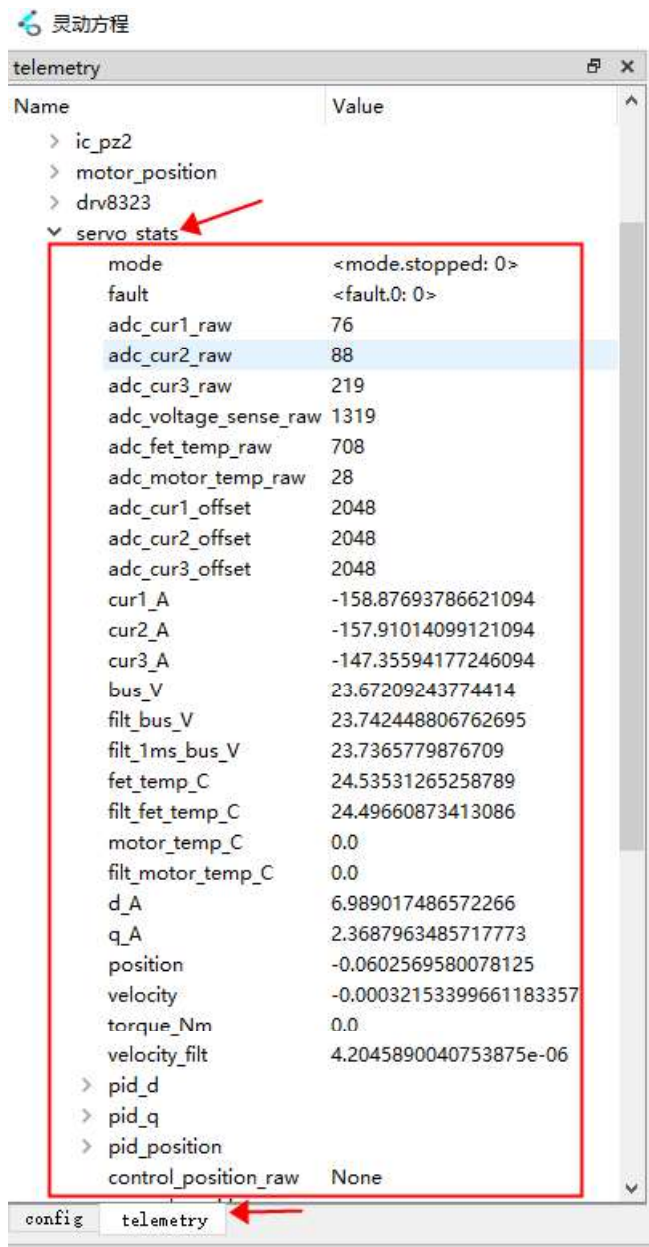 灵动方程
telemetry
Name Value
ic_pz2
motor_position
drv8323
servo_stats
mode <mode.stopped: 0>
fault <fault.0: 0>
adc_cur1_raw 76
adc_cur2_raw 88
adc_cur3_raw 219
adc_voltage_sense_raw 1319
adc_fet_temp_raw 708
adc_motor_temp_raw 28
adc_cur1_offset 2048
adc_cur2_offset 2048
adc_cur3_offset 2048
cur1_A -158.87693786621094
cur2_A -157.91014099121094
cur3_A -147.35594177246094
bus_V 23.67209243774414
filt_bus_V 23.742448806762695
filt_1ms_bus_V 23.7365779876709
fet_temp_C 24.53531265258789
filt_fet_temp_C 24.49660873413086
motor_temp_C 0.0
filt_motor_temp_C 0.0
d_A 6.989017486572266
q_A 2.3687963485717773
position -0.0602569580078125
velocity -0.00032153399661183357
torque_Nm 0.0
velocity_filt 4.2045890040753875e-06
pid_d
pid_q
pid_position
control_position_raw None
config telemetry